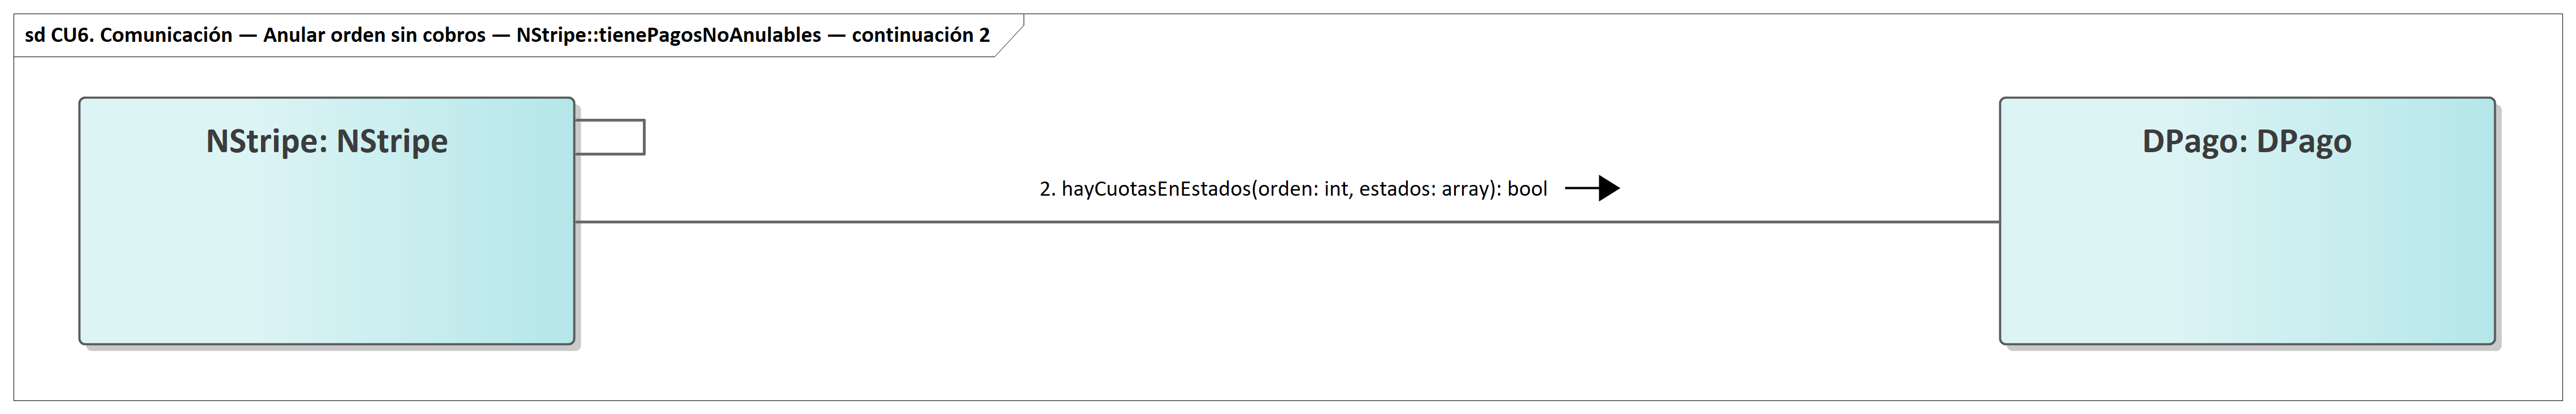 sd CU6. Comunicación — Anular orden sin cobros — NStripe::tienePagosNoAnulables — continuación 2
NStripe: NStripe
DPago: DPago
2. hayCuotasEnEstados(orden: int, estados: array): bool